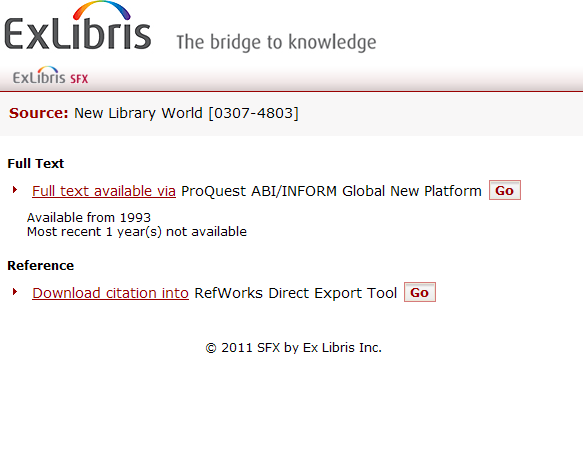 ExLibris The bridge to knowledge
ExLibris SFX
Source: New Library World [0307-4803]
Full Text
Full text available via ProQuest ABI/INFORM Global New Platform Go
Available from 1993
Most recent 1 year(s) not available
Reference
Download citation into RefWorks Direct Export Tool Go
© 2011 SFX by Ex Libris Inc.